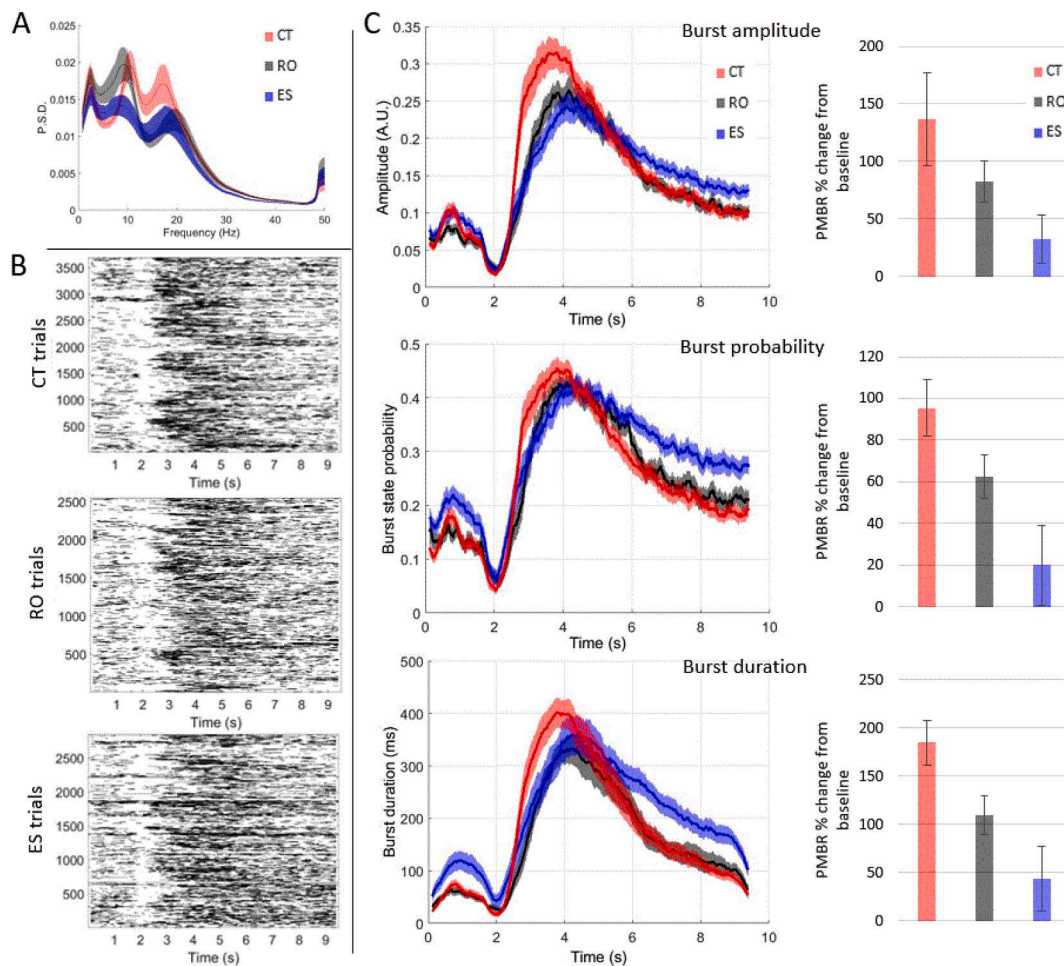 A
0.025
0.02
0.015
0.01
0.005
0
P.S.D.
CT
RO
ES
0 10 20 30 40 50
Frequency (Hz)
B
3500
3000
2500
2000
1500
1000
500
CT trials
1 2 3 4 5 6 7 8 9
Time (s)
2500
2000
1500
1000
500
RO trials
1 2 3 4 5 6 7 8 9
Time (s)
2500
2000
1500
1000
500
ES trials
1 2 3 4 5 6 7 8 9
Time (s)
C
Burst amplitude
0.35
0.3
0.25
0.2
0.15
0.1
0.05
0
Amplitude (A.U.)
CT
RO
ES
0 2 4 6 8 10
Time (s)
200
150
100
50
0
PMBR % change from
baseline
CT
RO
ES
Burst probability
0.5
0.4
0.3
0.2
0.1
0
Burst state probability
0 2 4 6 8 10
Time (s)
120
100
80
60
40
20
0
PMBR % change from
baseline
Burst duration
500
400
300
200
100
0
Burst duration (ms)
0 2 4 6 8 10
Time (s)
250
200
150
100
50
0
PMBR % change from
baseline